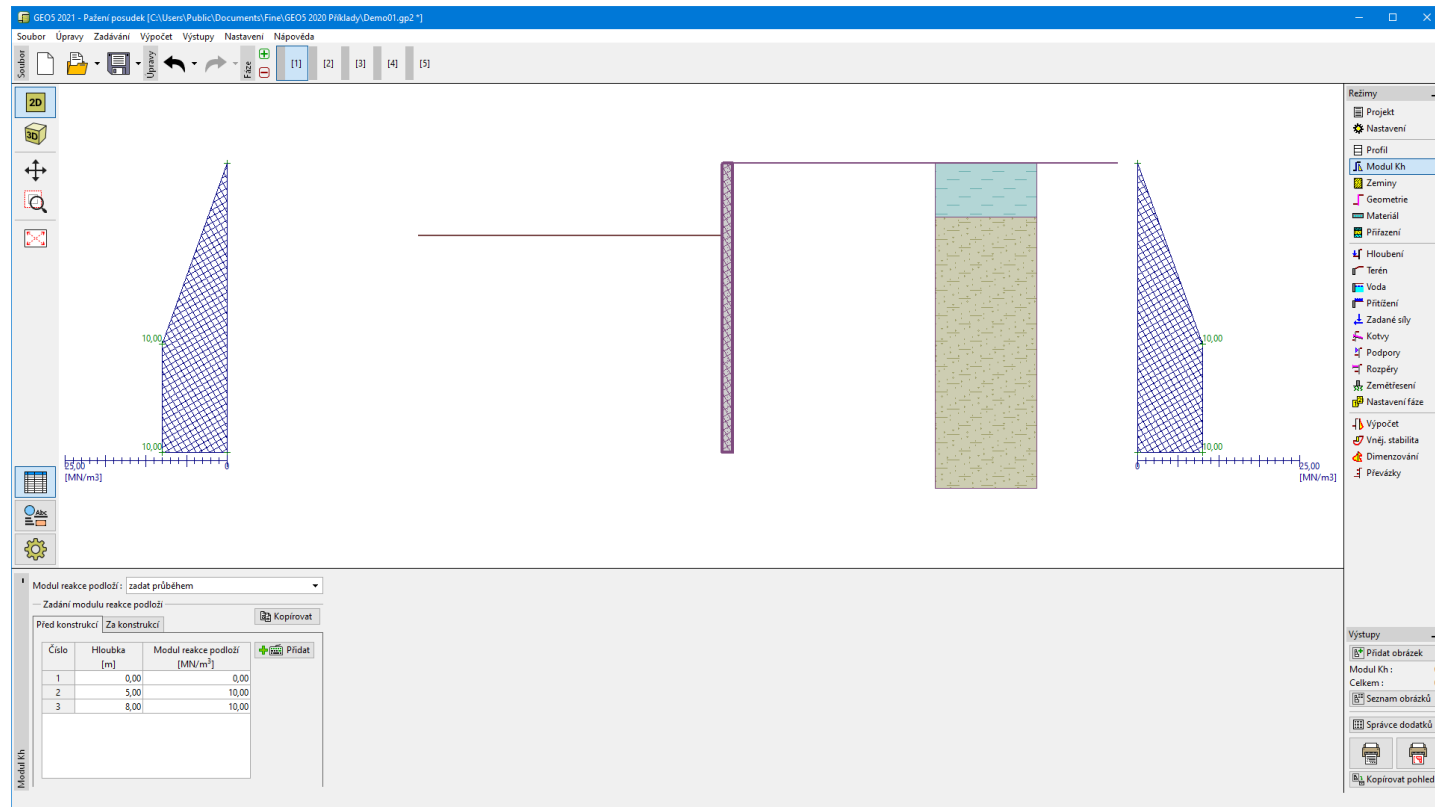 GEO5 2021 - Pažení posudek [C:\Users\Public\Documents\Fine\GEO5 2020 Příklady\Demo01.gp2 *]
Soubor Úpravy Zadávání Výpočet Výstupy Nastavení Nápověda
Soubor
Úpravy
Fáze
[1] [2] [3] [4] [5]
2D
3D
10,00
10,00
25,00
0
[MN/m3]
10,00
10,00
0
25,00
[MN/m3]
Abc
Režimy
Projekt
Nastavení
Profil
Modul Kh
Zeminy
Geometrie
Materiál
Přiřazení
Hloubení
Terén
Voda
Přitížení
Zadané síly
Kotvy
Podpory
Rozpěry
Zemětřesení
Nastavení fáze
Výpočet
Vněj. stabilita
Dimenzování
Převázky
Modul Kh
Modul reakce podloží : zadat průběhem
Zadání modulu reakce podloží
Kopírovat
Před konstrukcí Za konstrukcí
Číslo Hloubka Modul reakce podloží
[m] [MN/m³]
1 0,00 0,00
2 5,00 10,00
3 8,00 10,00
Přidat
Výstupy
Přidat obrázek
Modul Kh :
Celkem :
Seznam obrázků
Správce dodatků
Kopírovat pohled